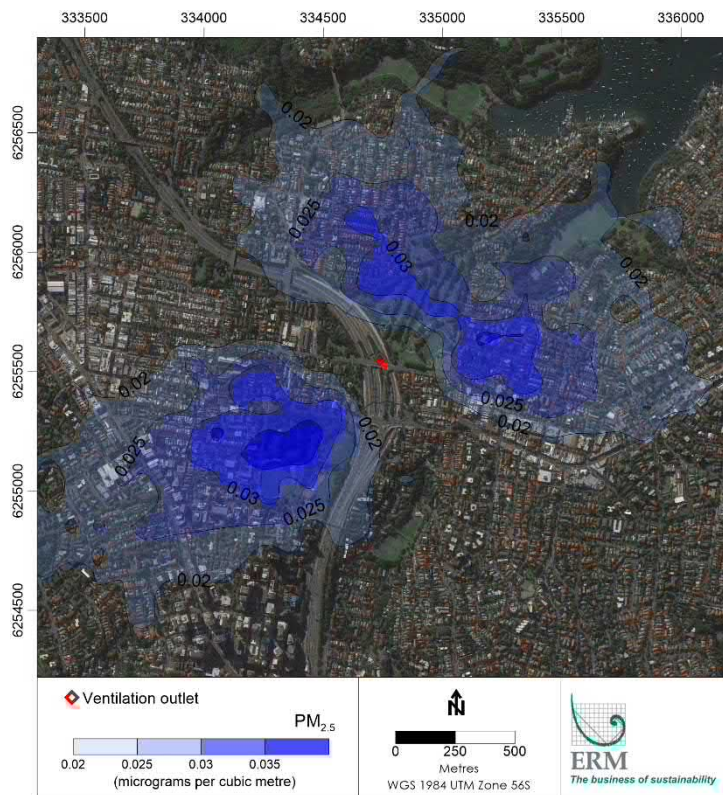 333500 334000 334500 335000 335500 336000
6256500
6256000
6255500
6255000
6254500
0.02
0.025
0.02
0.03
0.02
0.025
0.02
0.02
0.025
0.02
0.03
0.025
0.02
Ventilation outlet
PM2.5
0.02 0.025 0.03 0.035
(micrograms per cubic metre)
N
0 250 500
Metres
WGS 1984 UTM Zone 56S
ERM
The business of sustainability